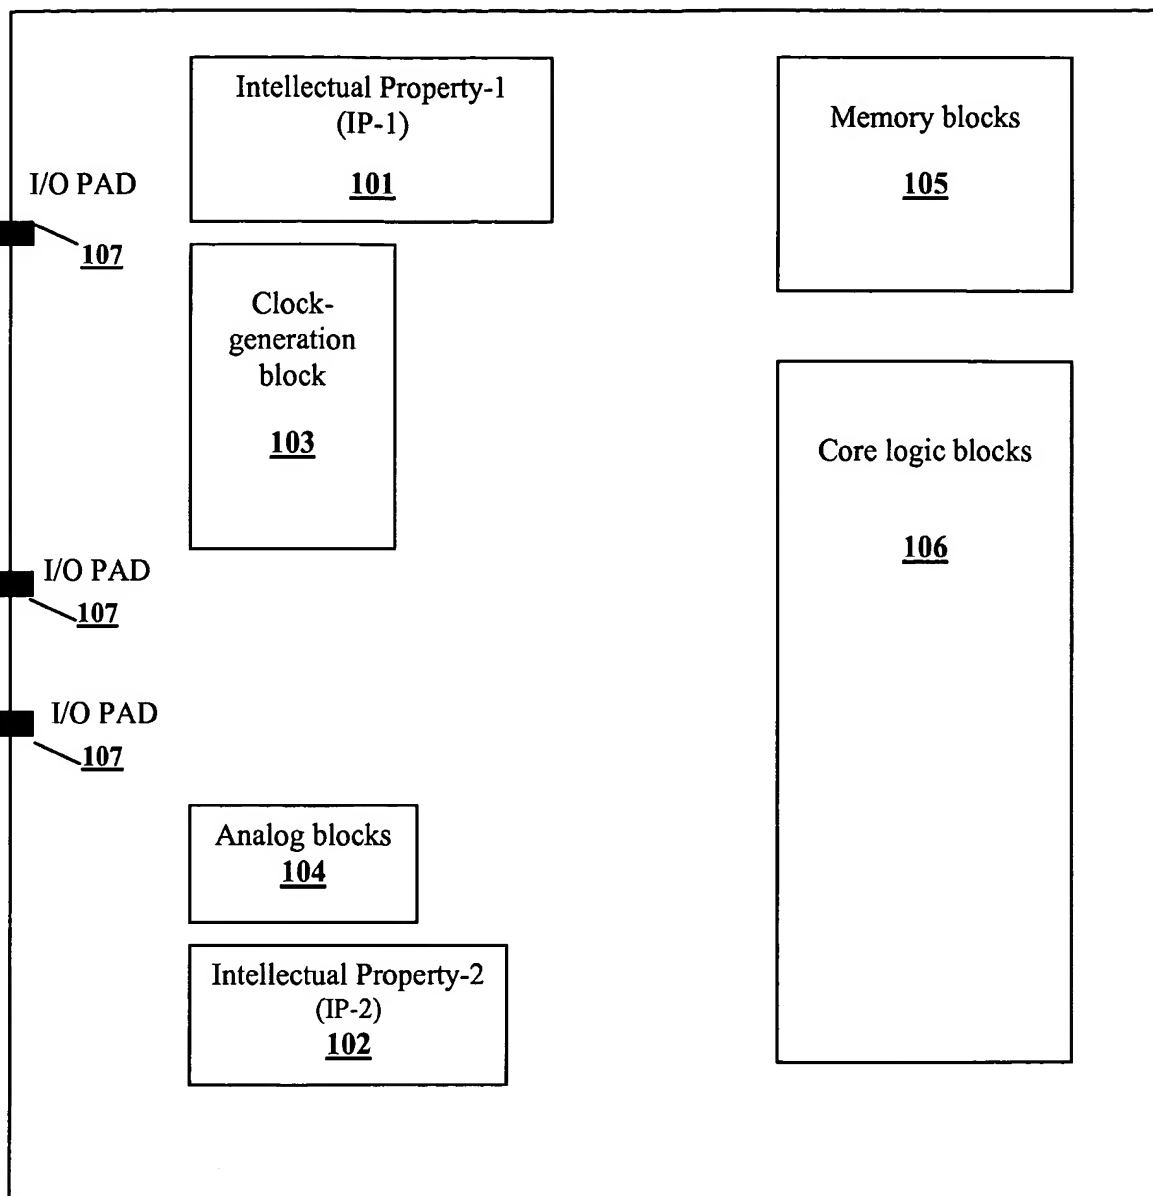 Intellectual Property-1
(IP-1)
101
Memory blocks
105
I/O PAD
107
Clock-
generation
block
103
Core logic blocks
106
I/O PAD
107
I/O PAD
107
Analog blocks
104
Intellectual Property-2
(IP-2)
102